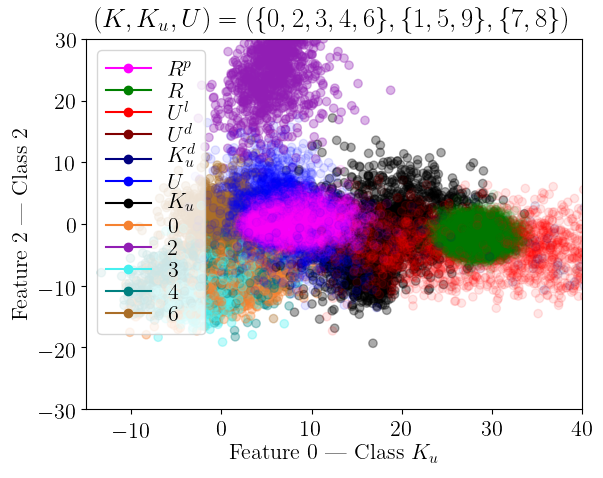 (K, K_u, U) = ({0, 2, 3, 4, 6}, {1, 5, 9}, {7, 8})
30
20
10
0
−10
−20
−30
Feature 2 — Class 2
R^p
R
U^l
U^d
K_u^d
U
K_u
0
2
3
4
6
−10 0 10 20 30 40
Feature 0 — Class K_u